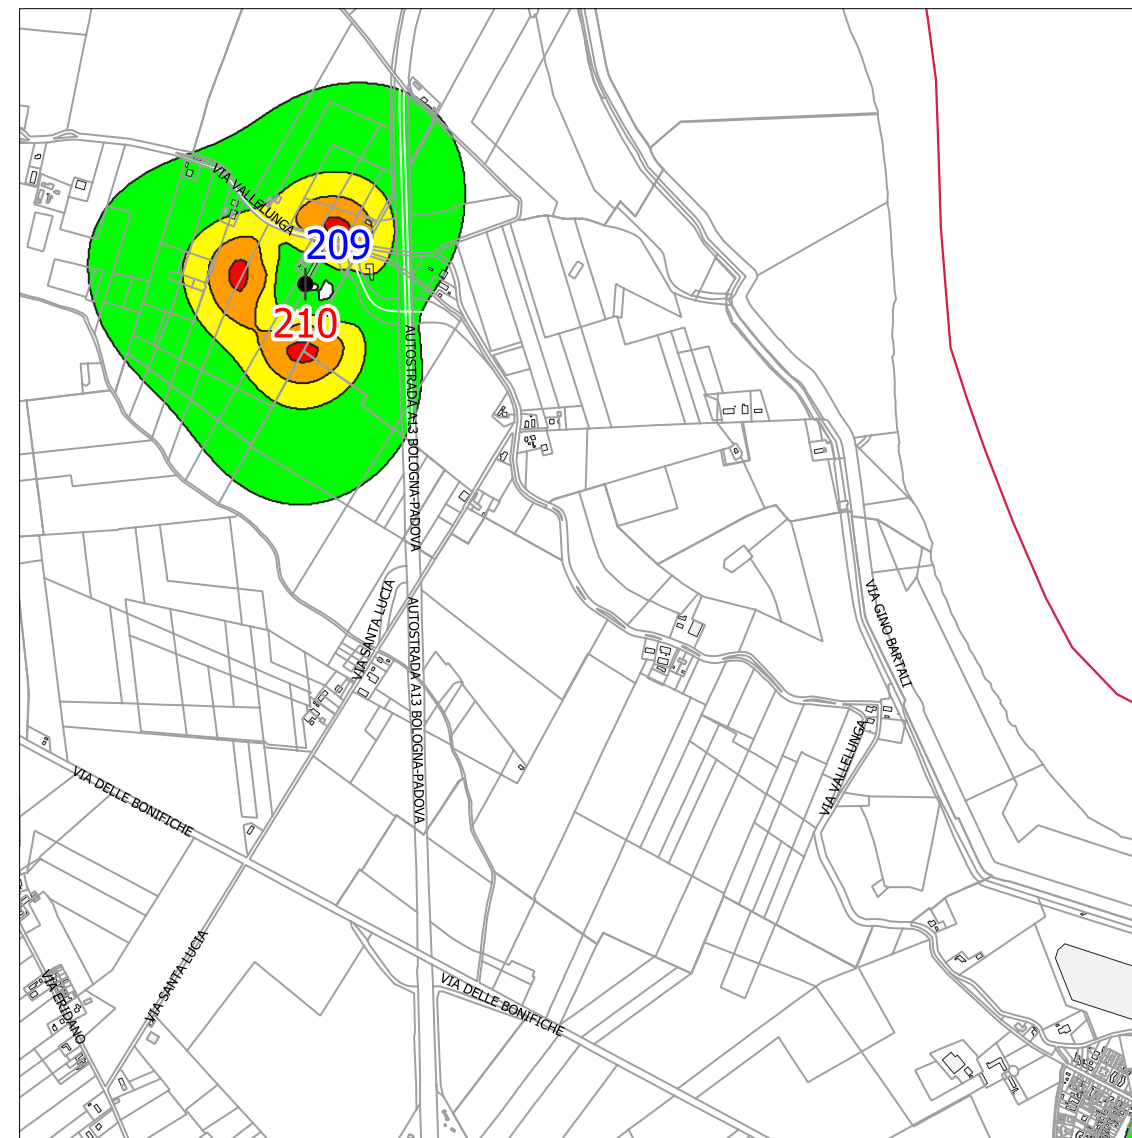 VIA VALLELUNGA
209
210
AUTOSTRADA A13 BOLOGNA-PADOVA
VIA SANTA LUCIA
AUTOSTRADA A13 BOLOGNA-PADOVA
VIA GINO BARTALI
VIA VALLELUNGA
VIA DELLE BONIFICHE
VIA SANTA LUCIA
VIA ERIDANO
VIA DELLE BONIFICHE